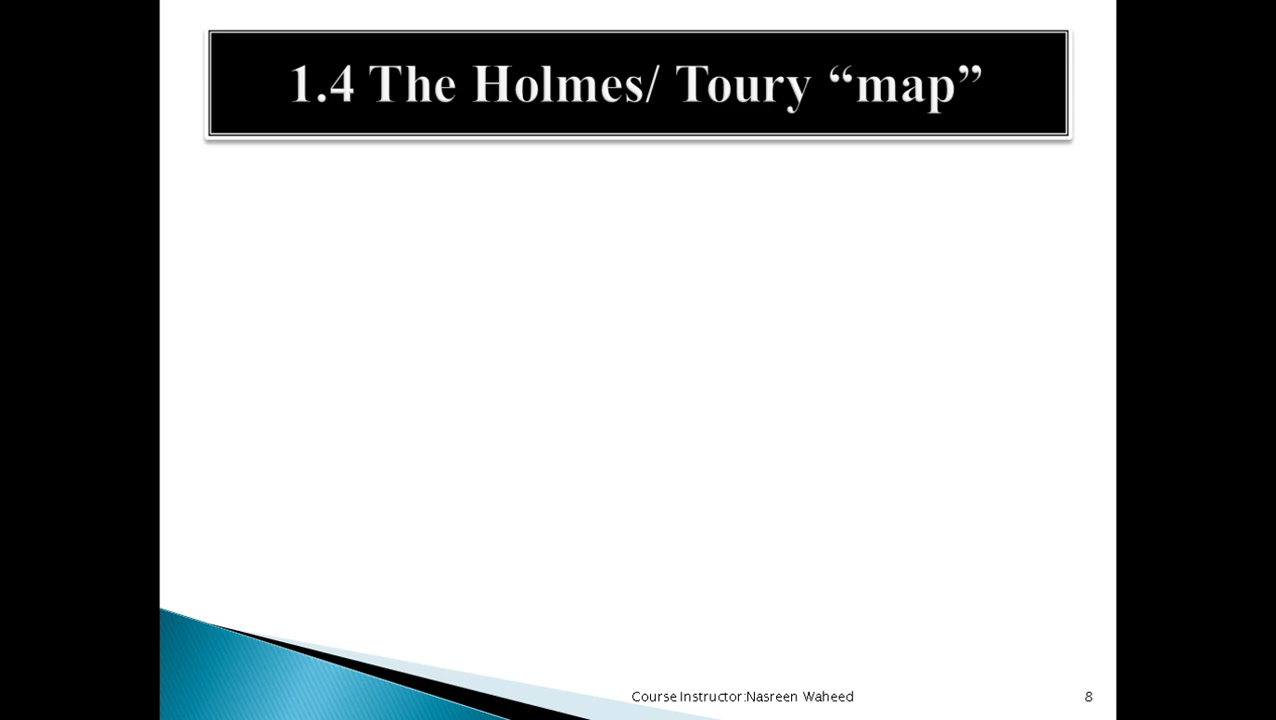 1.4 The Holmes/ Toury “map”
Course Instructor:Nasreen Waheed
8